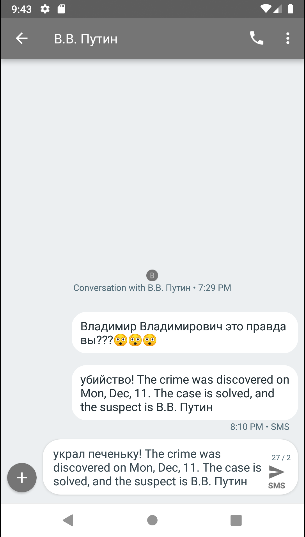 9:43
В.В. Путин
Conversation with В.В. Путин • 7:29 PM
Владимир Владимирович это правда
вы???😨😨😨
убийство! The crime was discovered on
Mon, Dec, 11. The case is solved, and
the suspect is В.В. Путин
8:10 PM • SMS
украл печеньку! The crime was
discovered on Mon, Dec, 11. The case is
solved, and the suspect is В.В. Путин
27 / 2
SMS